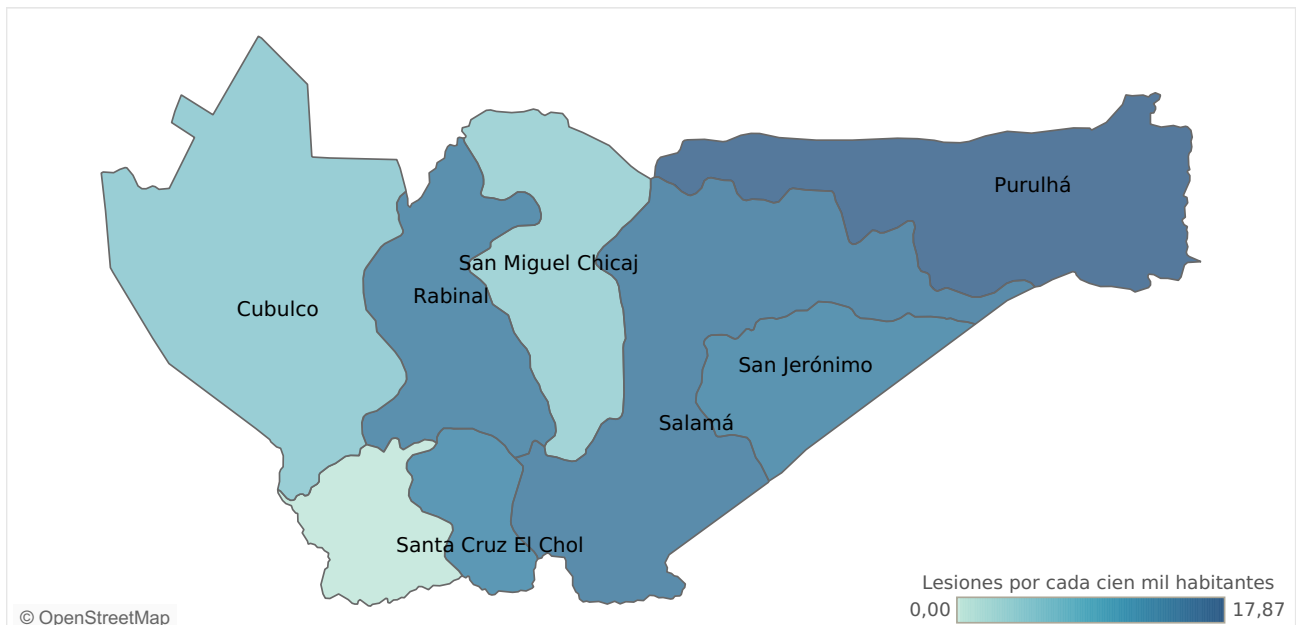 Purulhá
San Miguel Chicaj
Rabinal
Cubulco
San Jerónimo
Salamá
Santa Cruz El Chol
Lesiones por cada cien mil habitantes
0,00 17,87
© OpenStreetMap